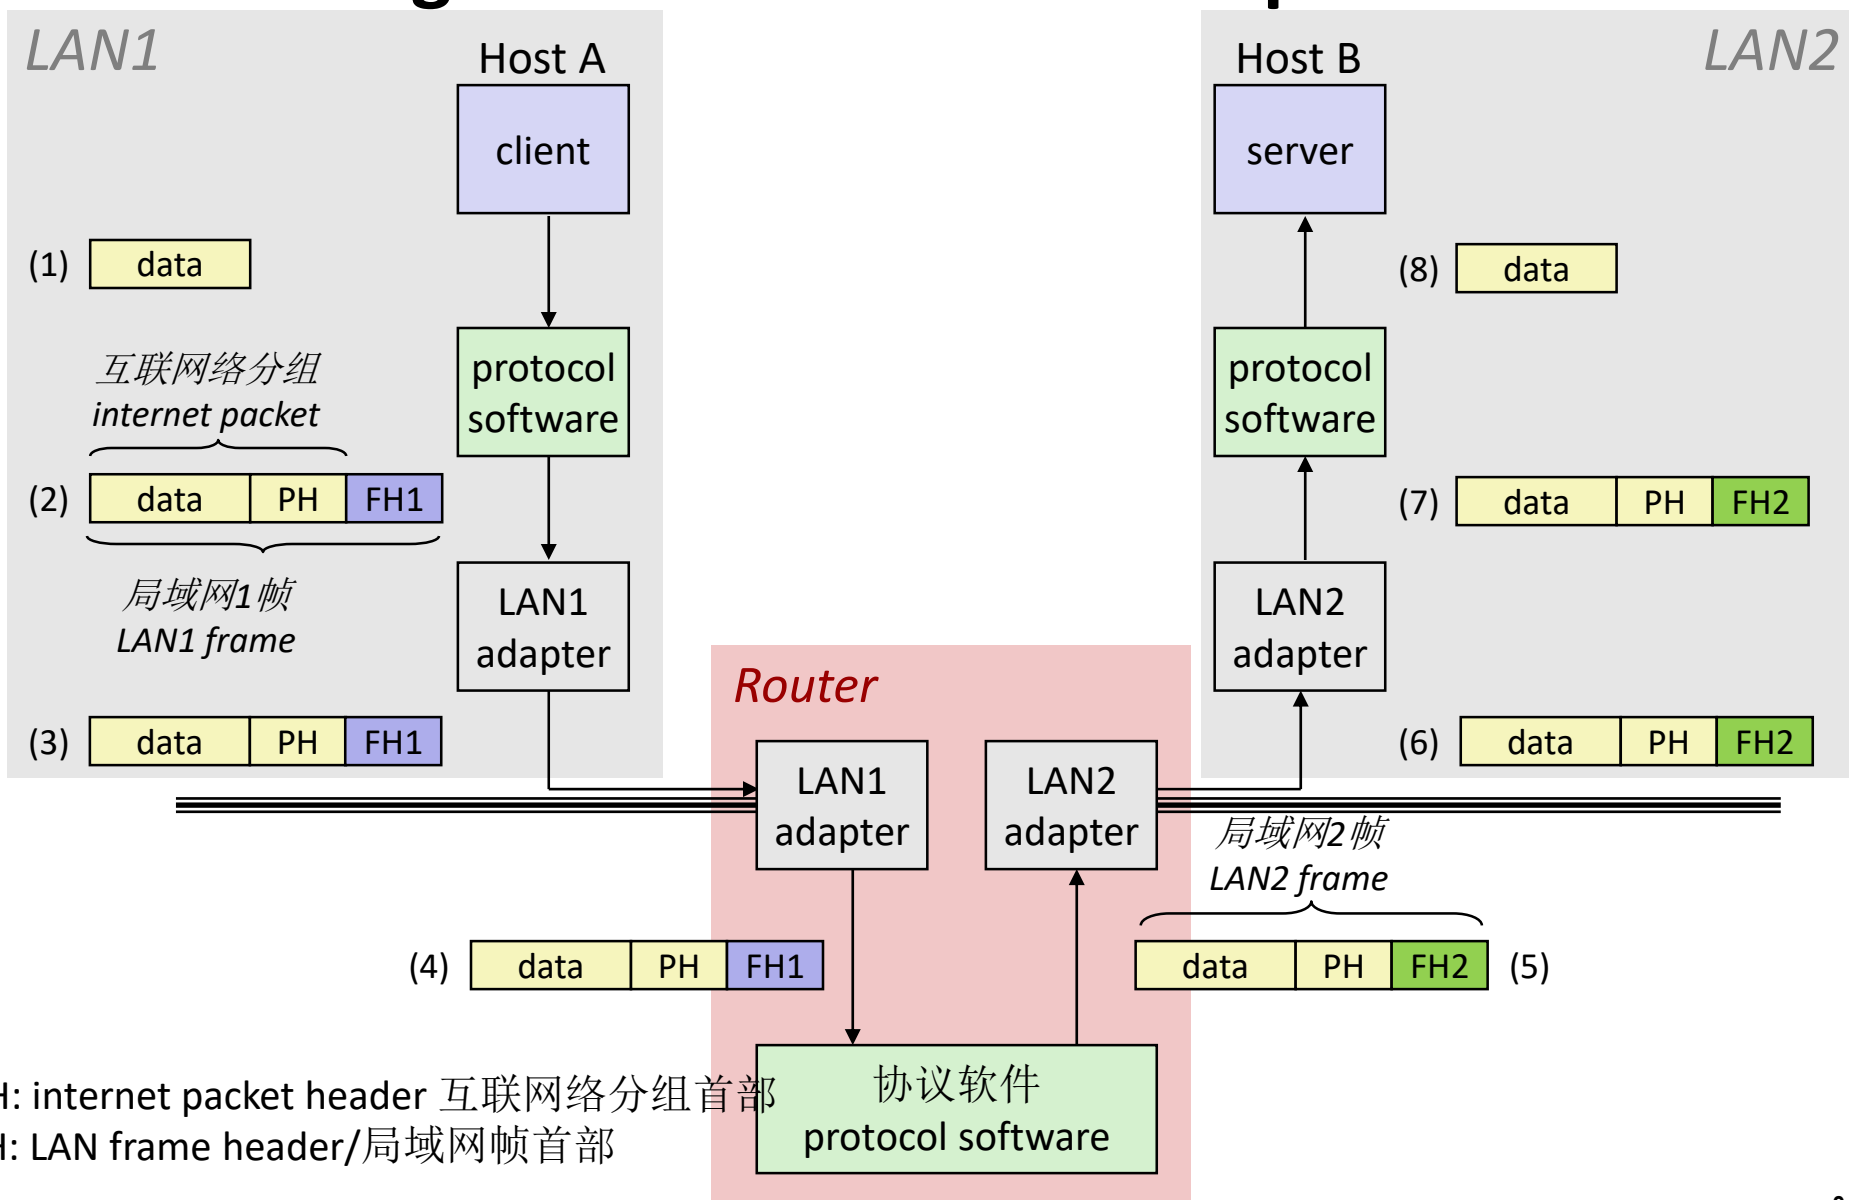 LAN1
Host A
client
(1) data
互联网络分组
internet packet
protocol
software
(2) data PH FH1
局域网1帧
LAN1 frame
LAN1
adapter
(3) data PH FH1
Host B
LAN2
server
(8) data
protocol
software
(7) data PH FH2
LAN2
adapter
(6) data PH FH2
Router
LAN1
adapter
LAN2
adapter
局域网2帧
LAN2 frame
(4) data PH FH1
data PH FH2 (5)
协议软件
protocol software
H: internet packet header 互联网络分组首部
H: LAN frame header/局域网帧首部